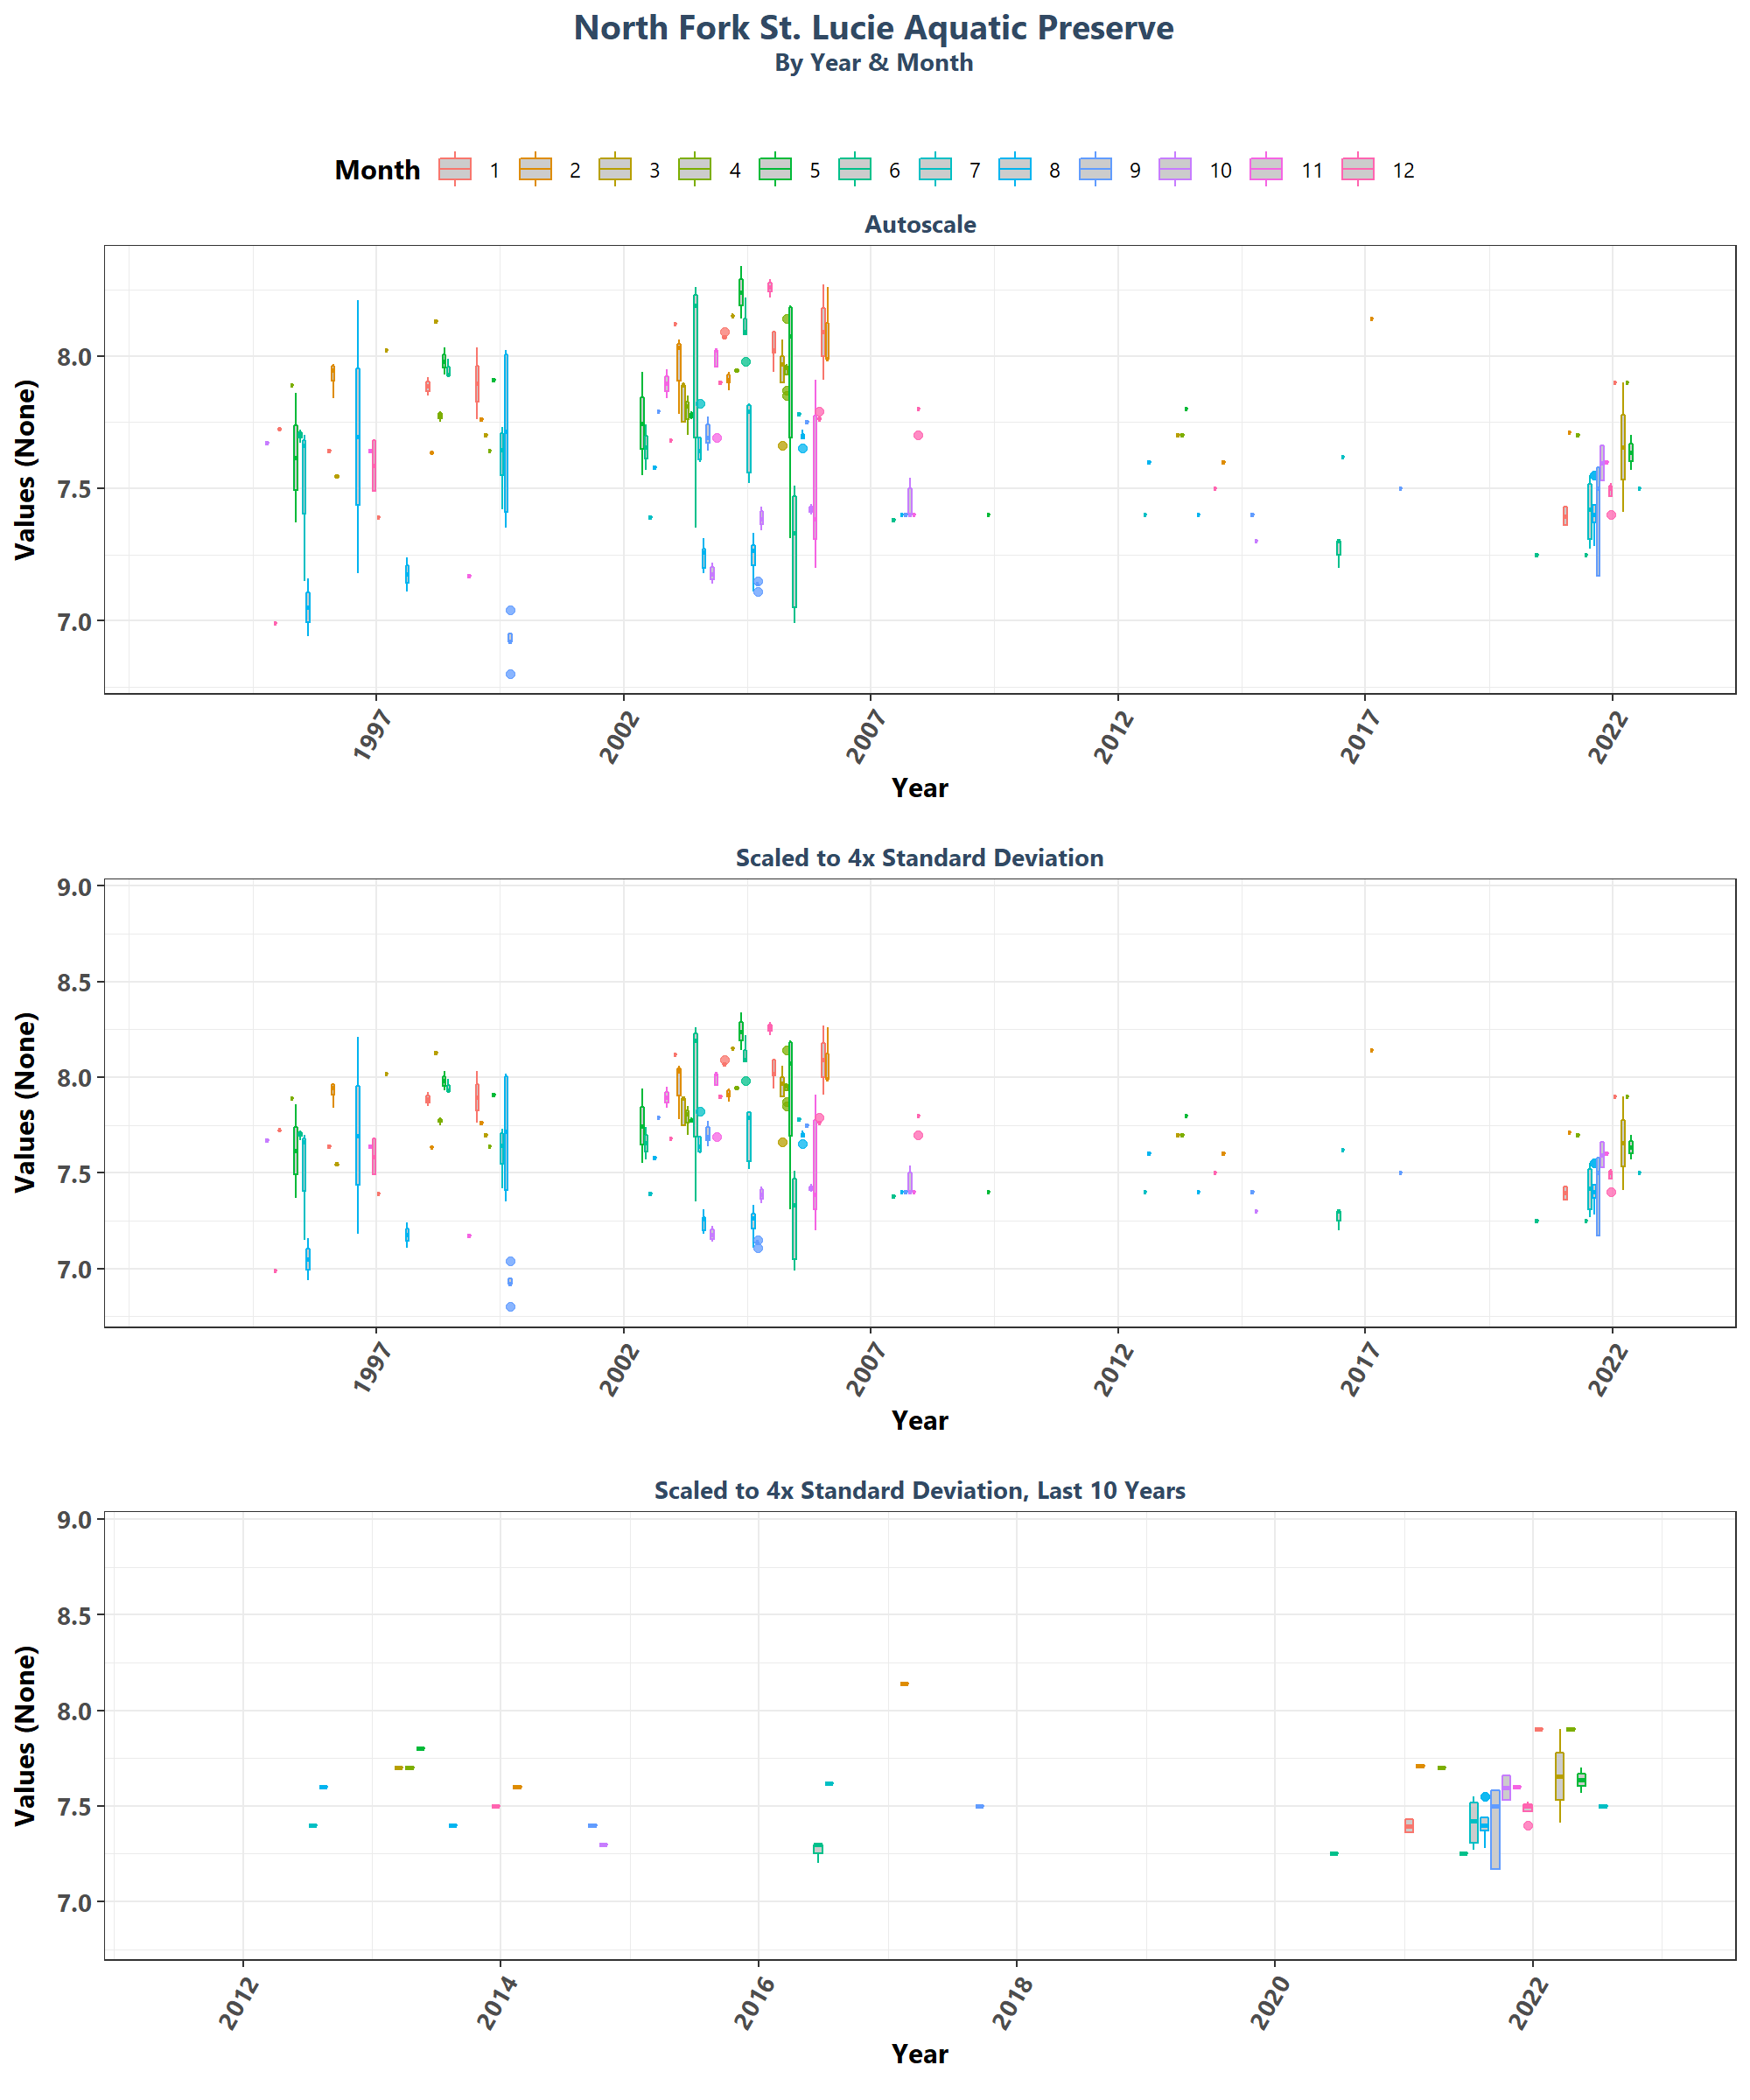 North Fork St. Lucie Aquatic Preserve
By Year & Month
Month 1 2 3 4 5 6 7 8 9 10 11 12
Autoscale
8.0
7.5
7.0
Values (None)
1997 2002 2007 2012 2017 2022
Year
Scaled to 4x Standard Deviation
9.0
8.5
8.0
7.5
7.0
Values (None)
1997 2002 2007 2012 2017 2022
Year
Scaled to 4x Standard Deviation, Last 10 Years
9.0
8.5
8.0
7.5
7.0
Values (None)
2012 2014 2016 2018 2020 2022
Year